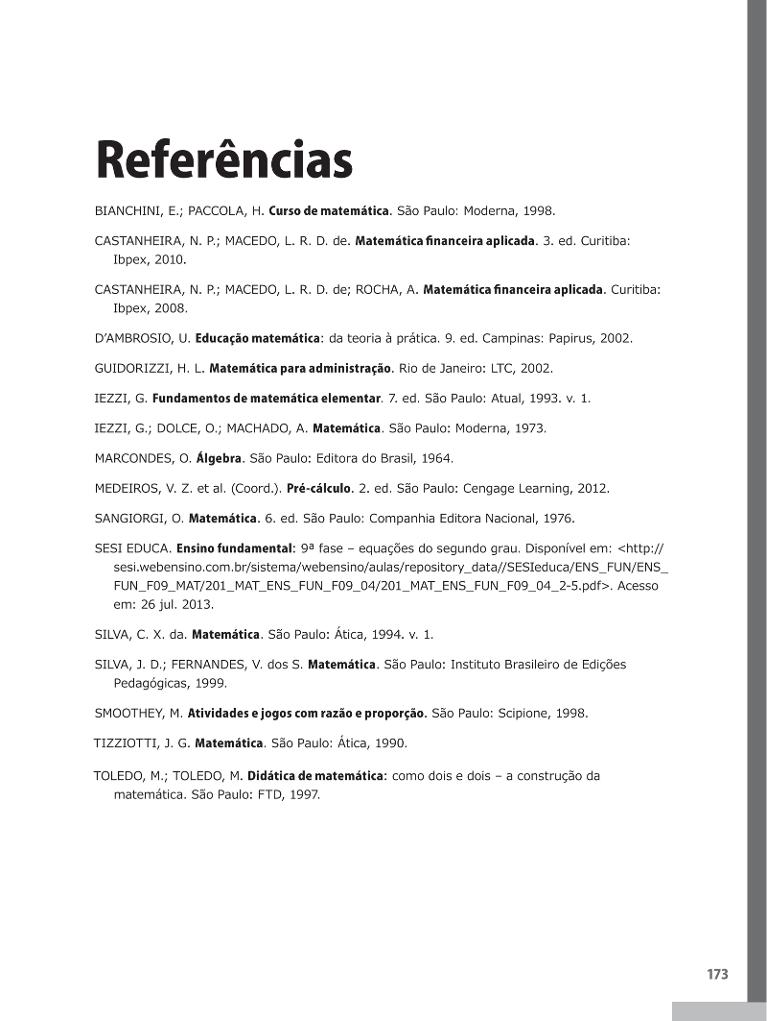 Referências
BIANCHINI, E.; PACCOLA, H. Curso de matemática. São Paulo: Moderna, 1998.
CASTANHEIRA, N. P.; MACEDO, L. R. D. de. Matemática financeira aplicada. 3. ed. Curitiba:
Ibpex, 2010.
CASTANHEIRA, N. P.; MACEDO, L. R. D. de; ROCHA, A. Matemática financeira aplicada. Curitiba:
Ibpex, 2008.
D’AMBROSIO, U. Educação matemática: da teoria à prática. 9. ed. Campinas: Papirus, 2002.
GUIDORIZZI, H. L. Matemática para administração. Rio de Janeiro: LTC, 2002.
IEZZI, G. Fundamentos de matemática elementar. 7. ed. São Paulo: Atual, 1993. v. 1.
IEZZI, G.; DOLCE, O.; MACHADO, A. Matemática. São Paulo: Moderna, 1973.
MARCONDES, O. Álgebra. São Paulo: Editora do Brasil, 1964.
MEDEIROS, V. Z. et al. (Coord.). Pré-cálculo. 2. ed. São Paulo: Cengage Learning, 2012.
SANGIORGI, O. Matemática. 6. ed. São Paulo: Companhia Editora Nacional, 1976.
SESI EDUCA. Ensino fundamental: 9ª fase – equações do segundo grau. Disponível em: <http://
sesi.webensino.com.br/sistema/webensino/aulas/repository_data//SESIeduca/ENS_FUN/ENS_
FUN_F09_MAT/201_MAT_ENS_FUN_F09_04/201_MAT_ENS_FUN_F09_04_2-5.pdf>. Acesso
em: 26 jul. 2013.
SILVA, C. X. da. Matemática. São Paulo: Ática, 1994. v. 1.
SILVA, J. D.; FERNANDES, V. dos S. Matemática. São Paulo: Instituto Brasileiro de Edições
Pedagógicas, 1999.
SMOOTHEY, M. Atividades e jogos com razão e proporção. São Paulo: Scipione, 1998.
TIZZIOTTI, J. G. Matemática. São Paulo: Ática, 1990.
TOLEDO, M.; TOLEDO, M. Didática de matemática: como dois e dois – a construção da
matemática. São Paulo: FTD, 1997.
173